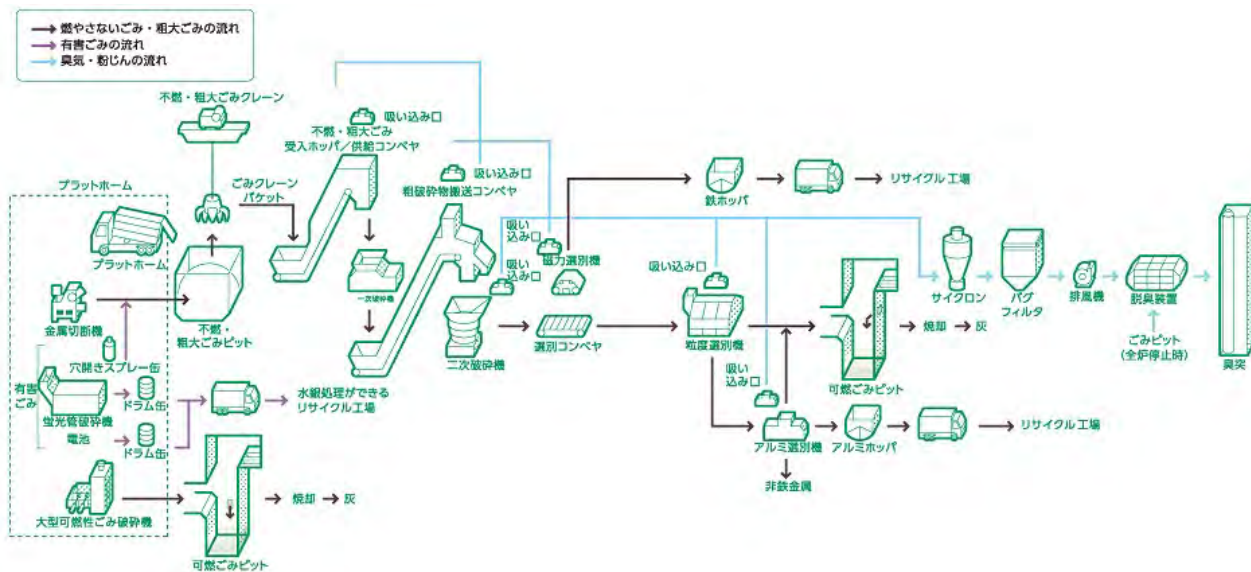 燃やさないごみ・粗大ごみの流れ
有害ごみの流れ
臭気・粉じんの流れ
不燃・粗大ごみクレーン
吸い込み口
不燃・粗大ごみ
受入ホッパ／供給コンベヤ
吸い込み口
粗破砕物搬送コンベヤ
プラットホーム
ごみクレーン
バケット
プラットホーム
金属切断機
不燃・
粗大ごみピット
一次破砕機
穴開きスプレー缶
有害
ごみ
ドラム缶
蛍光管破砕機
電池
ドラム缶
水銀処理ができる
リサイクル工場
大型可燃性ごみ破砕機
焼却
灰
可燃ごみピット
吸い
込み口
磁力選別機
吸い
込み口
二次破砕機
選別コンベヤ
鉄ホッパ
リサイクル工場
吸い込み口
粒度選別機
吸い
込み口
可燃ごみピット
焼却
灰
アルミ選別機
アルミホッパ
リサイクル工場
非鉄金属
サイクロン
バグ
フィルタ
排風機
脱臭装置
ごみピット
(全炉停止時)
臭突